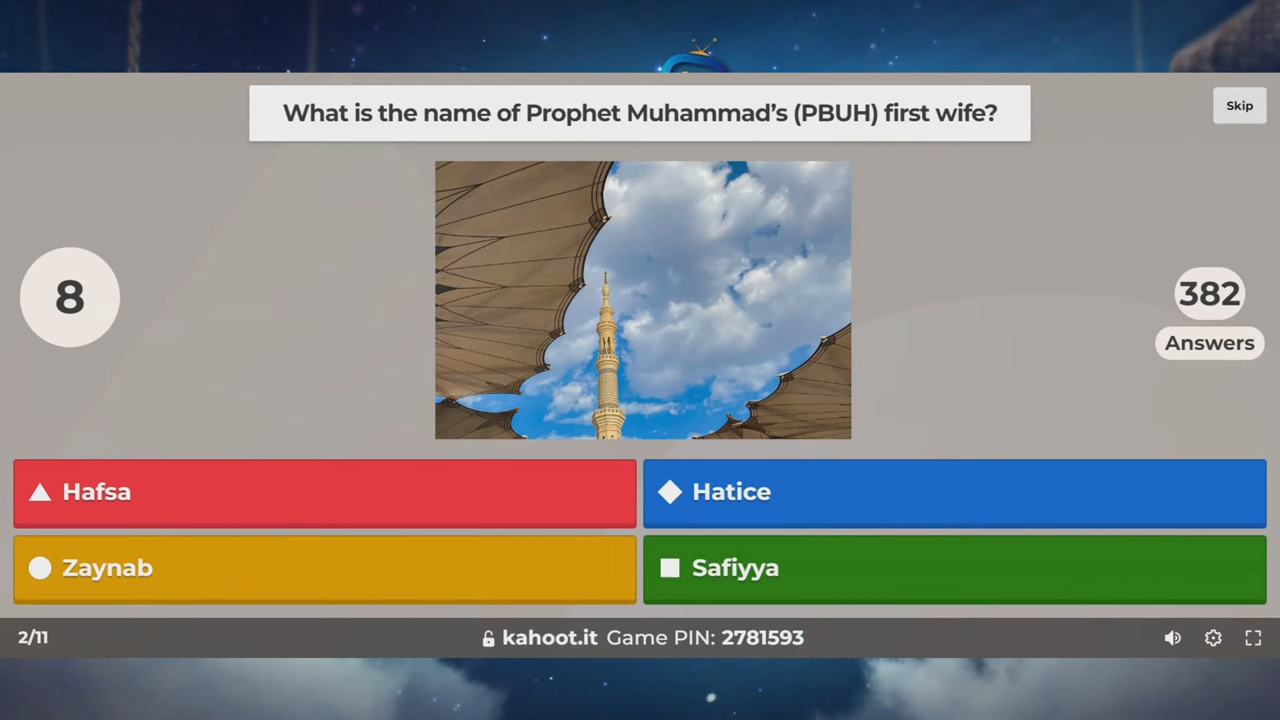 What is the name of Prophet Muhammad’s (PBUH) first wife?
Skip
8
382
Answers
Hafsa
Hatice
Zaynab
Safiyya
2/11
kahoot.it Game PIN: 2781593